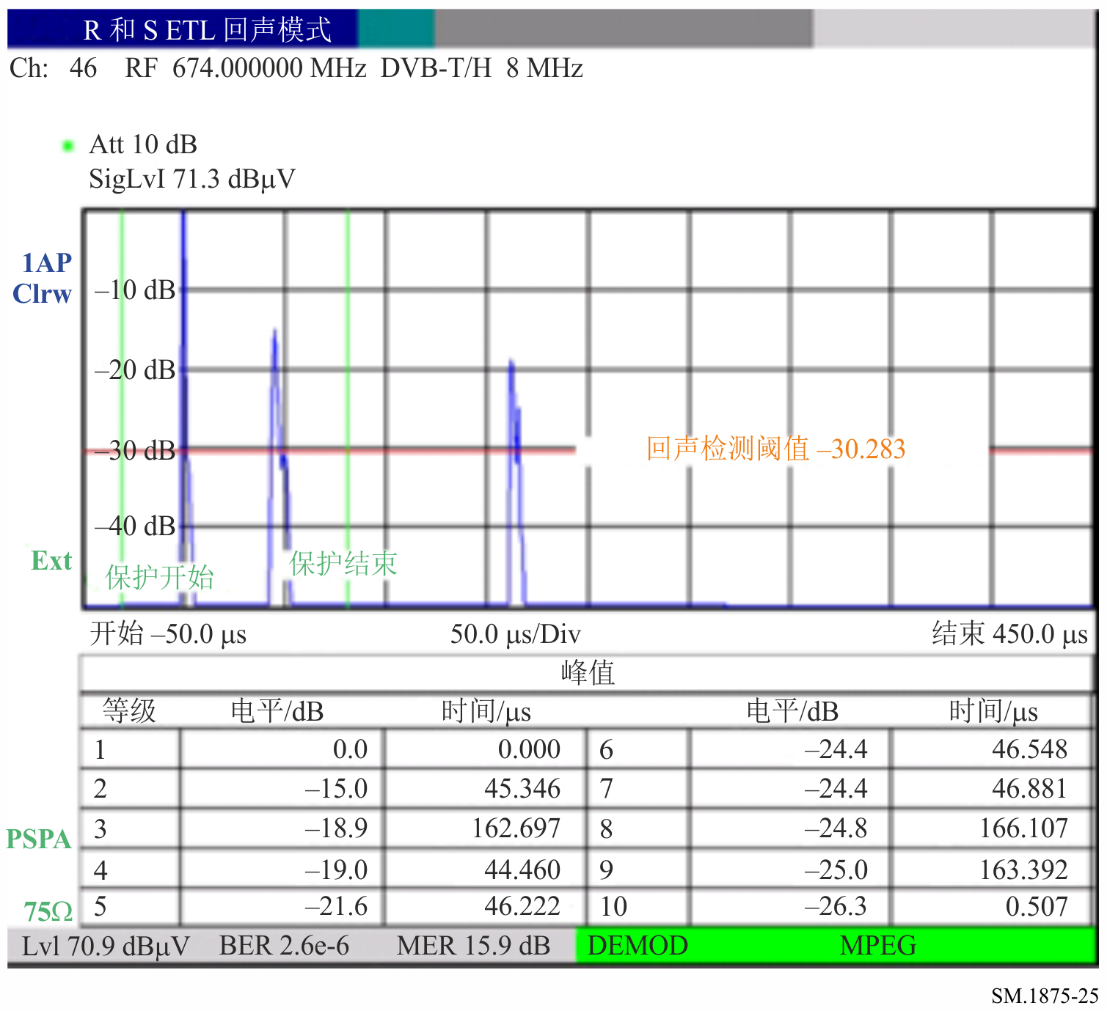 R 和 S ETL 回声模式
Ch: 46 RF 674.000000 MHz DVB-T/H 8 MHz
Att 10 dB
SigLvI 71.3 dBµV
1AP
Clrw
–10 dB
–20 dB
–30 dB
回声检测阈值 –30.283
–40 dB
Ext
保护开始
保护结束
开始 –50.0 µs 50.0 µs/Div 结束 450.0 µs
峰值
等级 电平/dB 时间/µs 电平/dB 时间/µs
1 0.0 0.000 6 –24.4 46.548
2 –15.0 45.346 7 –24.4 46.881
3 –18.9 162.697 8 –24.8 166.107
PSPA
4 –19.0 44.460 9 –25.0 163.392
75Ω
5 –21.6 46.222 10 –26.3 0.507
Lvl 70.9 dBµV BER 2.6e-6 MER 15.9 dB DEMOD MPEG
SM.1875-25